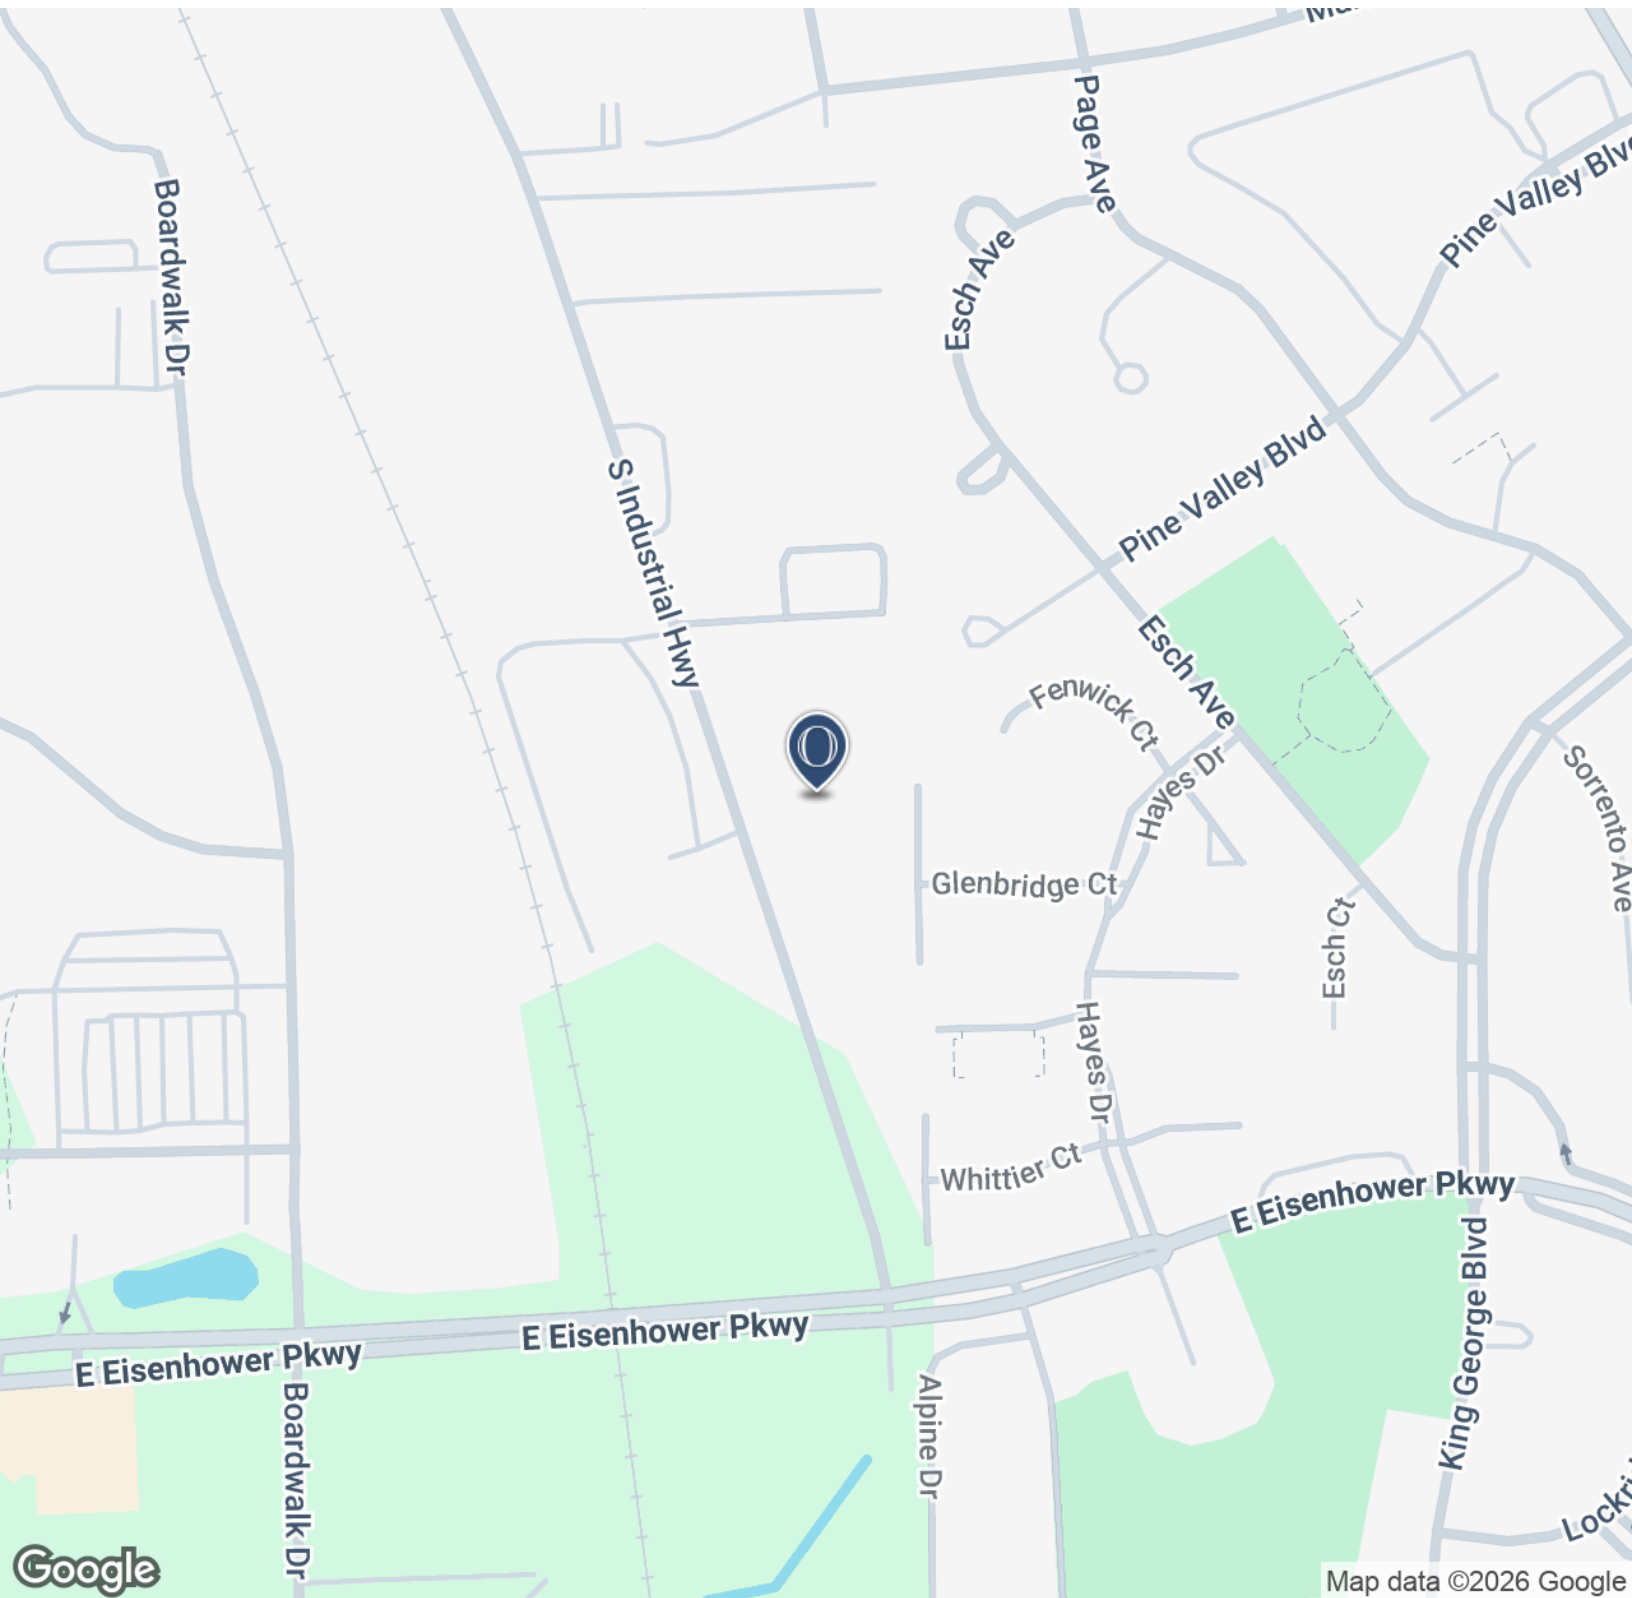 Page Ave
Pine Valley Blvd
Boardwalk Dr
Esch Ave
Pine Valley Blvd
S Industrial Hwy
Esch Ave
Fenwick Ct
Hayes Dr
Sorrento Ave
Glenbridge Ct
Esch Ct
Hayes Dr
Whittier Ct
E Eisenhower Pkwy
King George Blvd
E Eisenhower Pkwy
E Eisenhower Pkwy
Alpine Dr
Boardwalk Dr
Google
Map data ©2026 Google